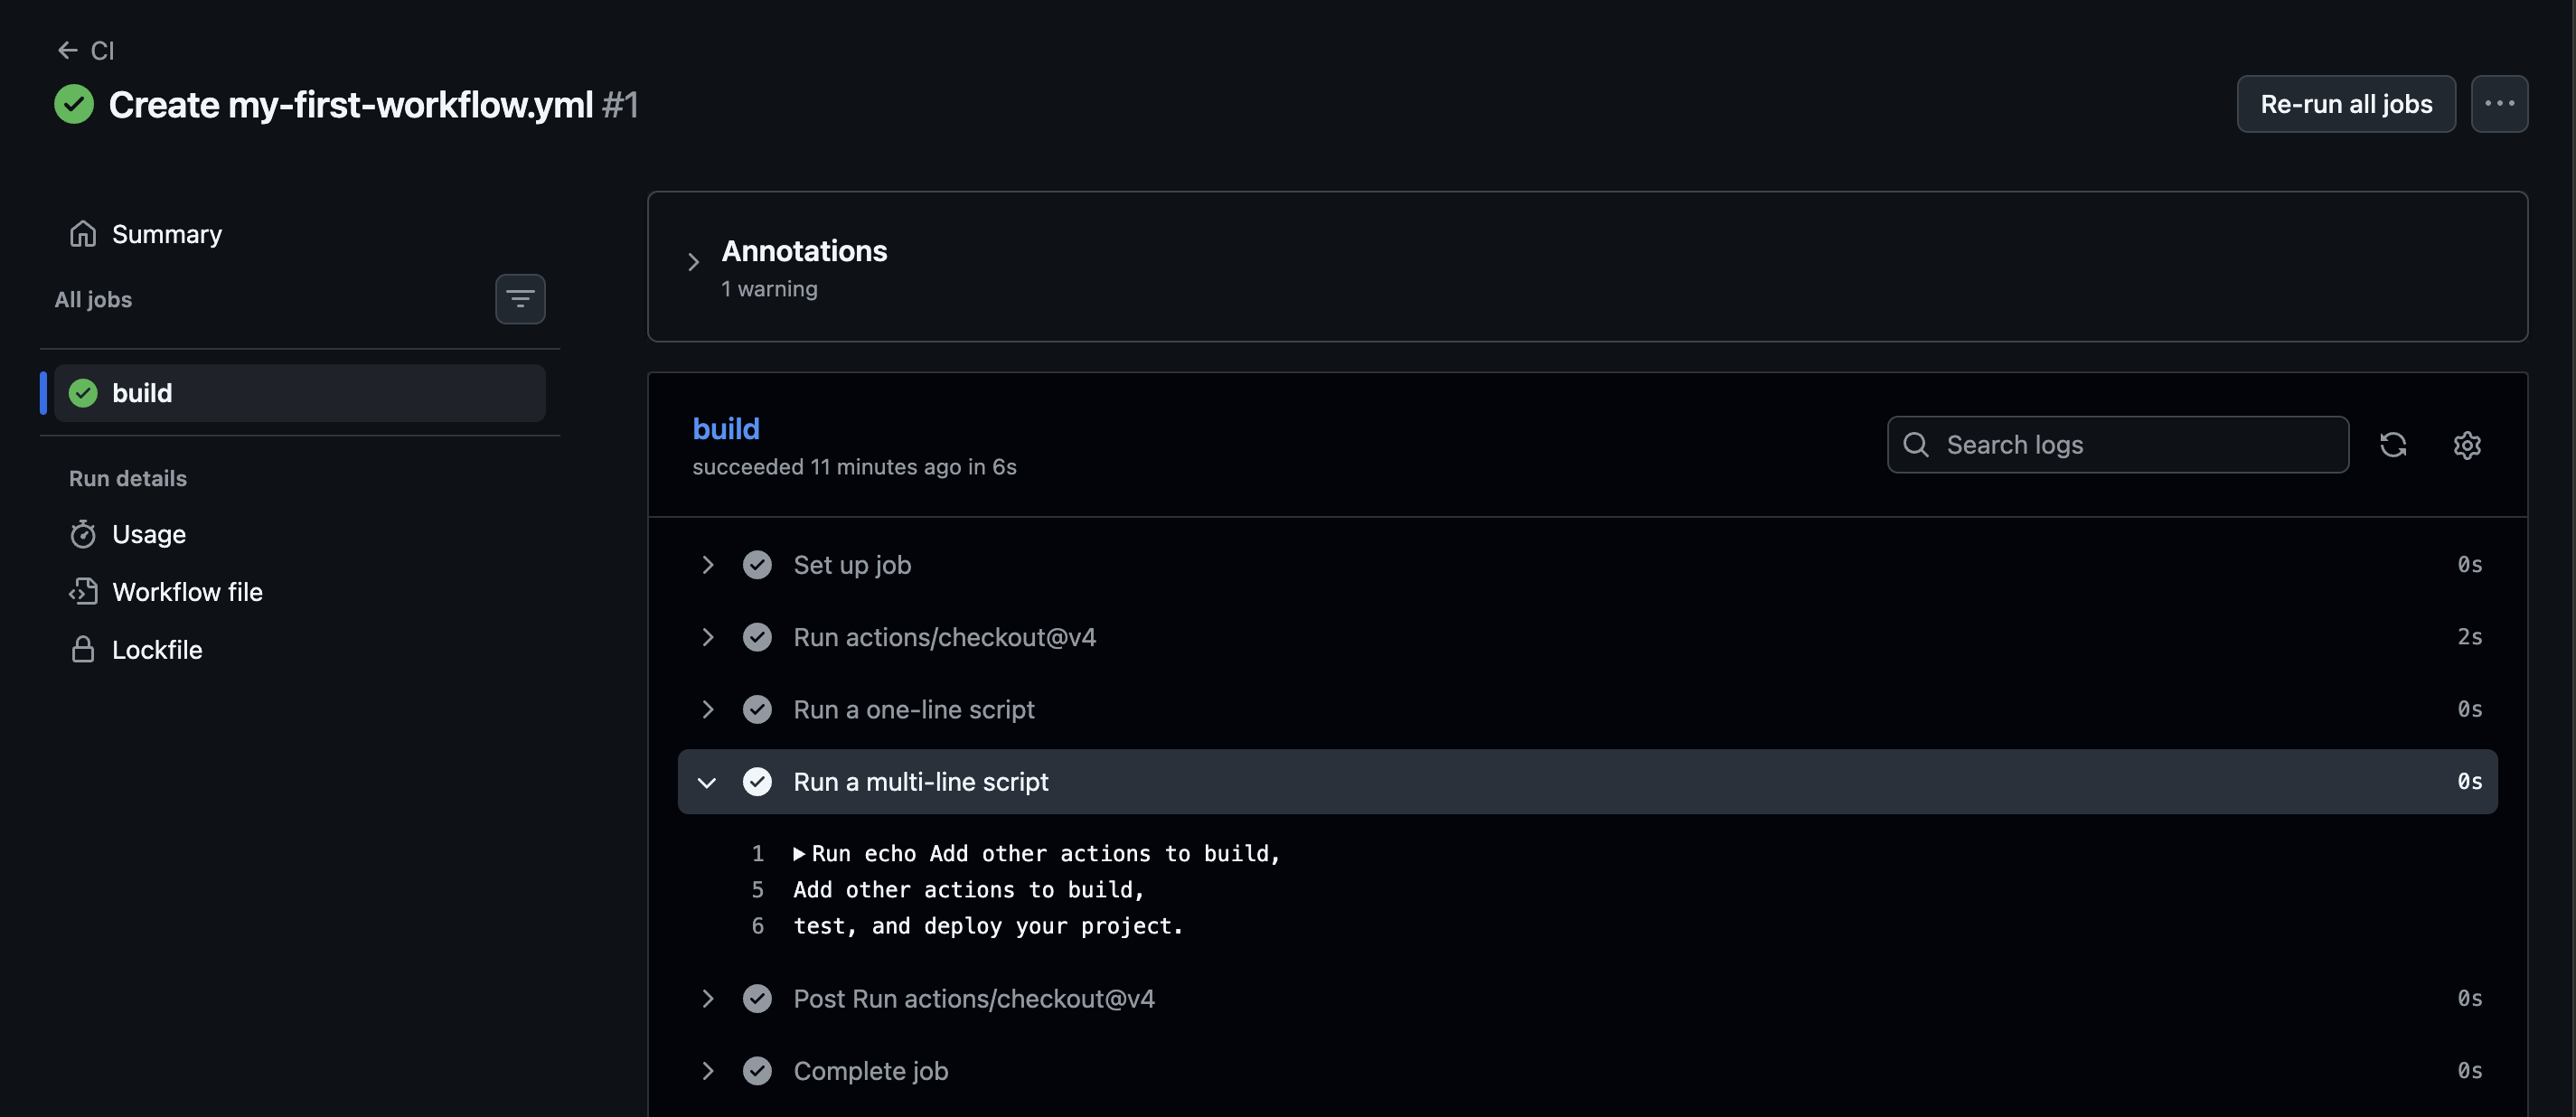 CI
Create my-first-workflow.yml #1
Re-run all jobs
Summary
All jobs
build
Run details
Usage
Workflow file
Lockfile
Annotations
1 warning
build
succeeded 11 minutes ago in 6s
Search logs
Set up job 0s
Run actions/checkout@v4 2s
Run a one-line script 0s
Run a multi-line script 0s
1 Run echo Add other actions to build,
5 Add other actions to build,
6 test, and deploy your project.
Post Run actions/checkout@v4 0s
Complete job 0s